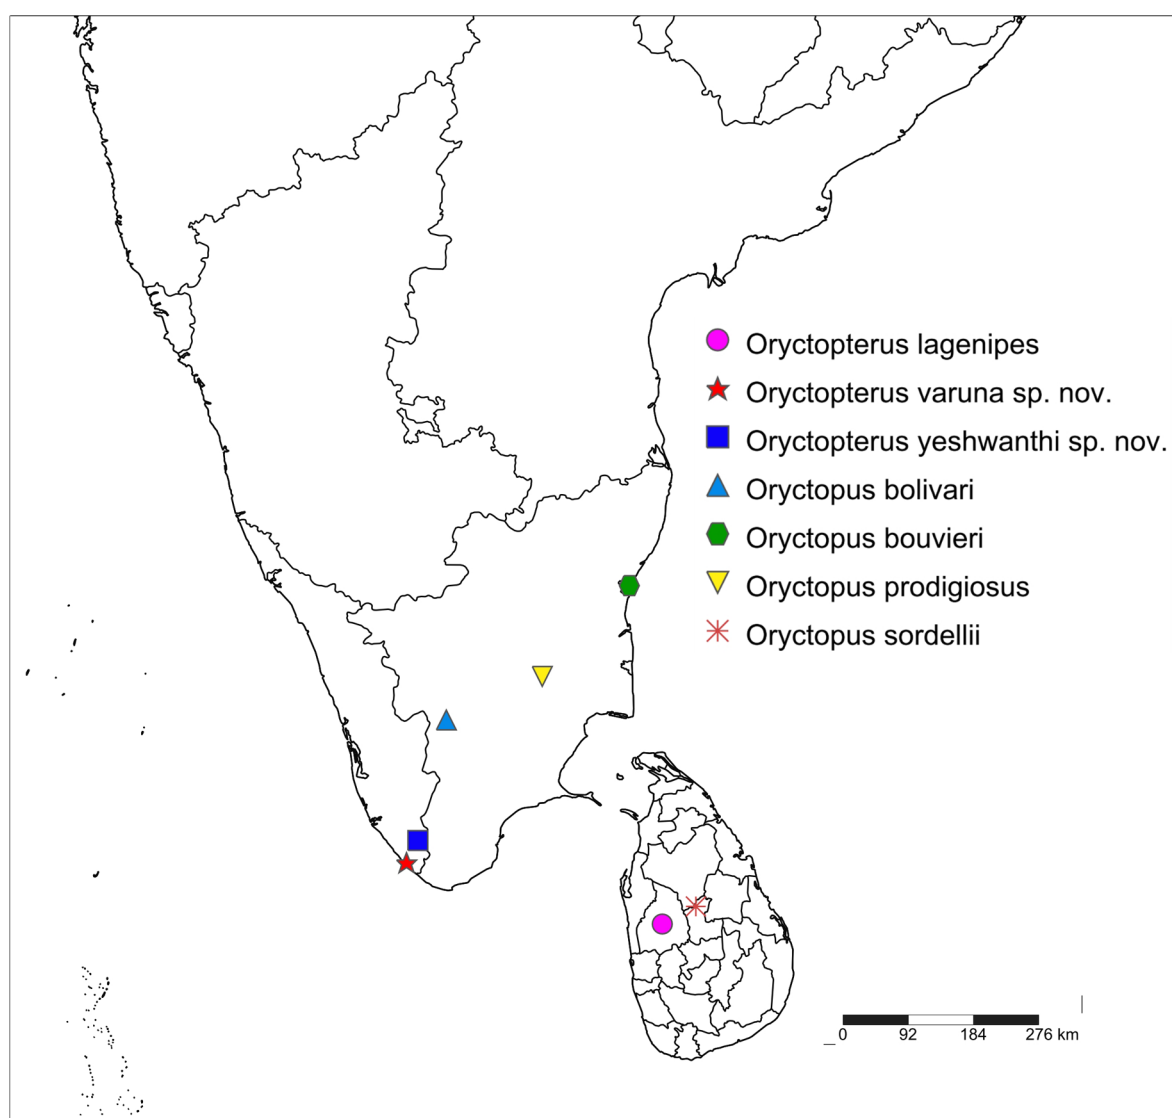 Oryctopterus lagenipes
Oryctopterus varuna sp. nov.
Oryctopterus yeshwanthi sp. nov.
Oryctopus bolivari
Oryctopus bouvieri
Oryctopus prodigiosus
Oryctopus sordellii
0 92 184 276 km